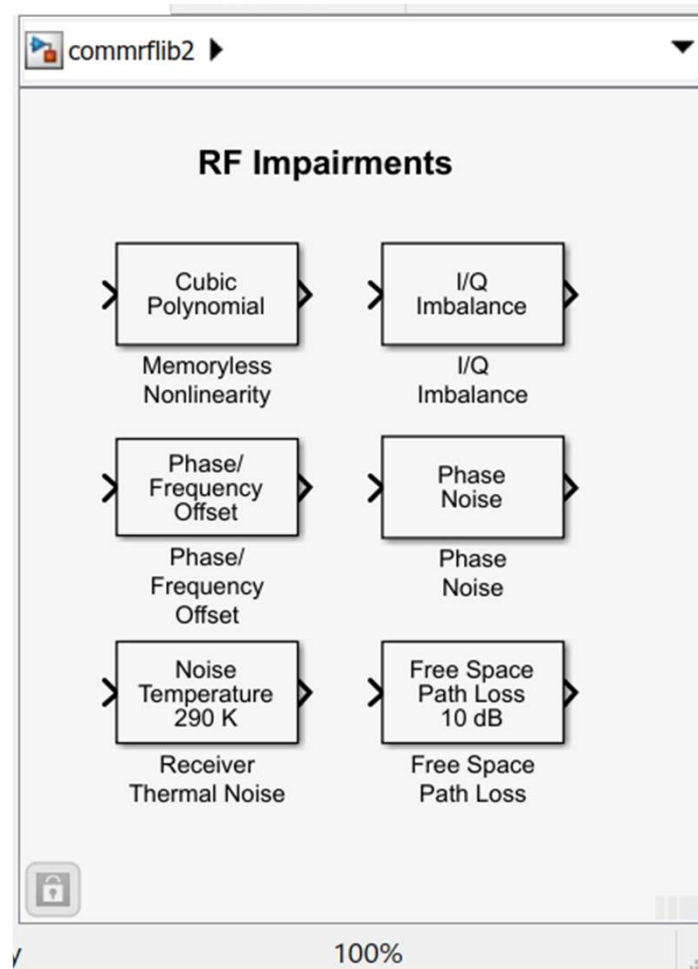 commrflib2
RF Impairments
Cubic
Polynomial
Memoryless
Nonlinearity
I/Q
Imbalance
I/Q
Imbalance
Phase/
Frequency
Offset
Phase/
Frequency
Offset
Phase
Noise
Phase
Noise
Noise
Temperature
290 K
Receiver
Thermal Noise
Free Space
Path Loss
10 dB
Free Space
Path Loss
100%